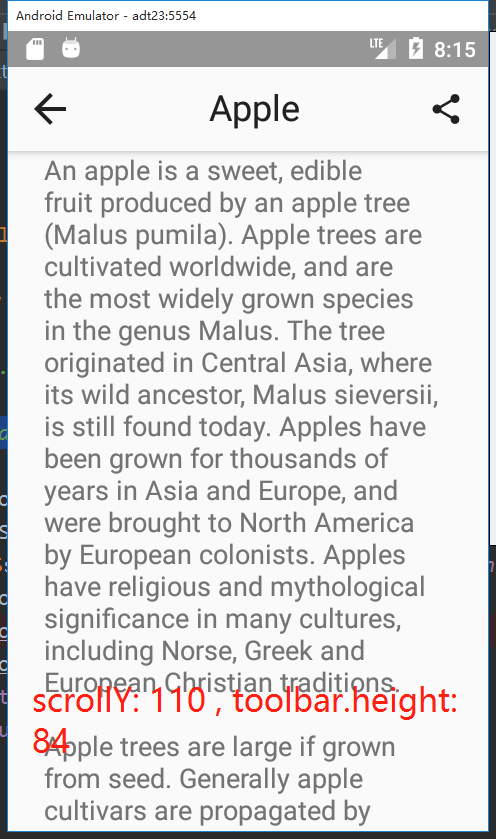 Android Emulator - adt23:5554
LTE 8:15
Apple
An apple is a sweet, edible
fruit produced by an apple tree
(Malus pumila). Apple trees are
cultivated worldwide, and are
the most widely grown species
in the genus Malus. The tree
originated in Central Asia, where
its wild ancestor, Malus sieversii,
is still found today. Apples have
been grown for thousands of
years in Asia and Europe, and
were brought to North America
by European colonists. Apples
have religious and mythological
significance in many cultures,
including Norse, Greek and
European Christian traditions.
scrollY: 110 , toolbar.height:
84
Apple trees are large if grown
from seed. Generally apple
cultivars are propagated by